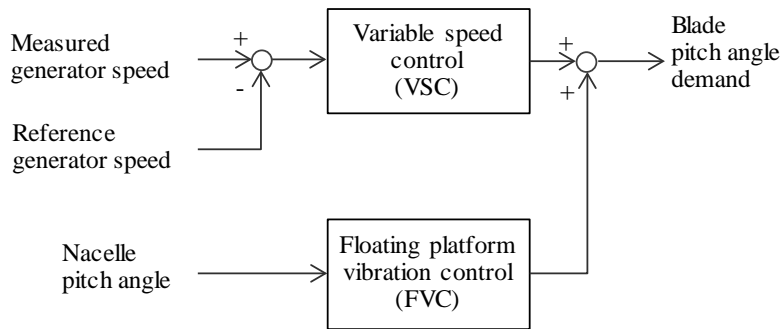 Measured
generator speed
+
-
Reference
generator speed
Variable speed
control
(VSC)
+
+
Blade
pitch angle
demand
Nacelle
pitch angle
Floating platform
vibration control
(FVC)